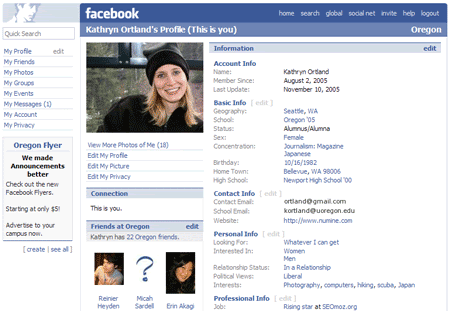 facebook
home search global social net invite help logout
Quick Search
Kathryn Ortland's Profile (This is you)
Oregon
My Profile edit
My Friends
My Photos
My Groups
My Events
My Messages (1)
My Account
My Privacy
Oregon Flyer
We made
Announcements
better
Check out the new
Facebook Flyers.
Starting at only $5!
Advertise to your
campus now.
[ create | see all ]
View More Photos of Me (18)
Edit My Profile
Edit My Picture
Edit My Privacy
Connection
This is you.
Friends at Oregon edit
Kathryn has 22 Oregon friends.
Reinier
Heyden
Micah
Sardell
Erin Akagi
Information edit
Account Info
Name: Kathryn Ortland
Member Since: August 2, 2005
Last Update: November 10, 2005
Basic Info [ edit ]
Geography: Seattle, WA
School: Oregon '05
Status: Alumnus/Alumna
Sex: Female
Concentration: Journalism: Magazine
Japanese
Birthday: 10/16/1982
Home Town: Bellevue, WA 98006
High School: Newport High School '00
Contact Info [ edit ]
Contact Email: ortland@gmail.com
School Email: kortland@uoregon.edu
Website: http://www.numine.com
Personal Info [ edit ]
Looking For: Whatever I can get
Interested In: Women
Men
Relationship Status: In a Relationship
Political Views: Liberal
Interests: Photography, computers, hiking, scuba, Japan
Professional Info [ edit ]
Job: Rising star at SEOmoz.org